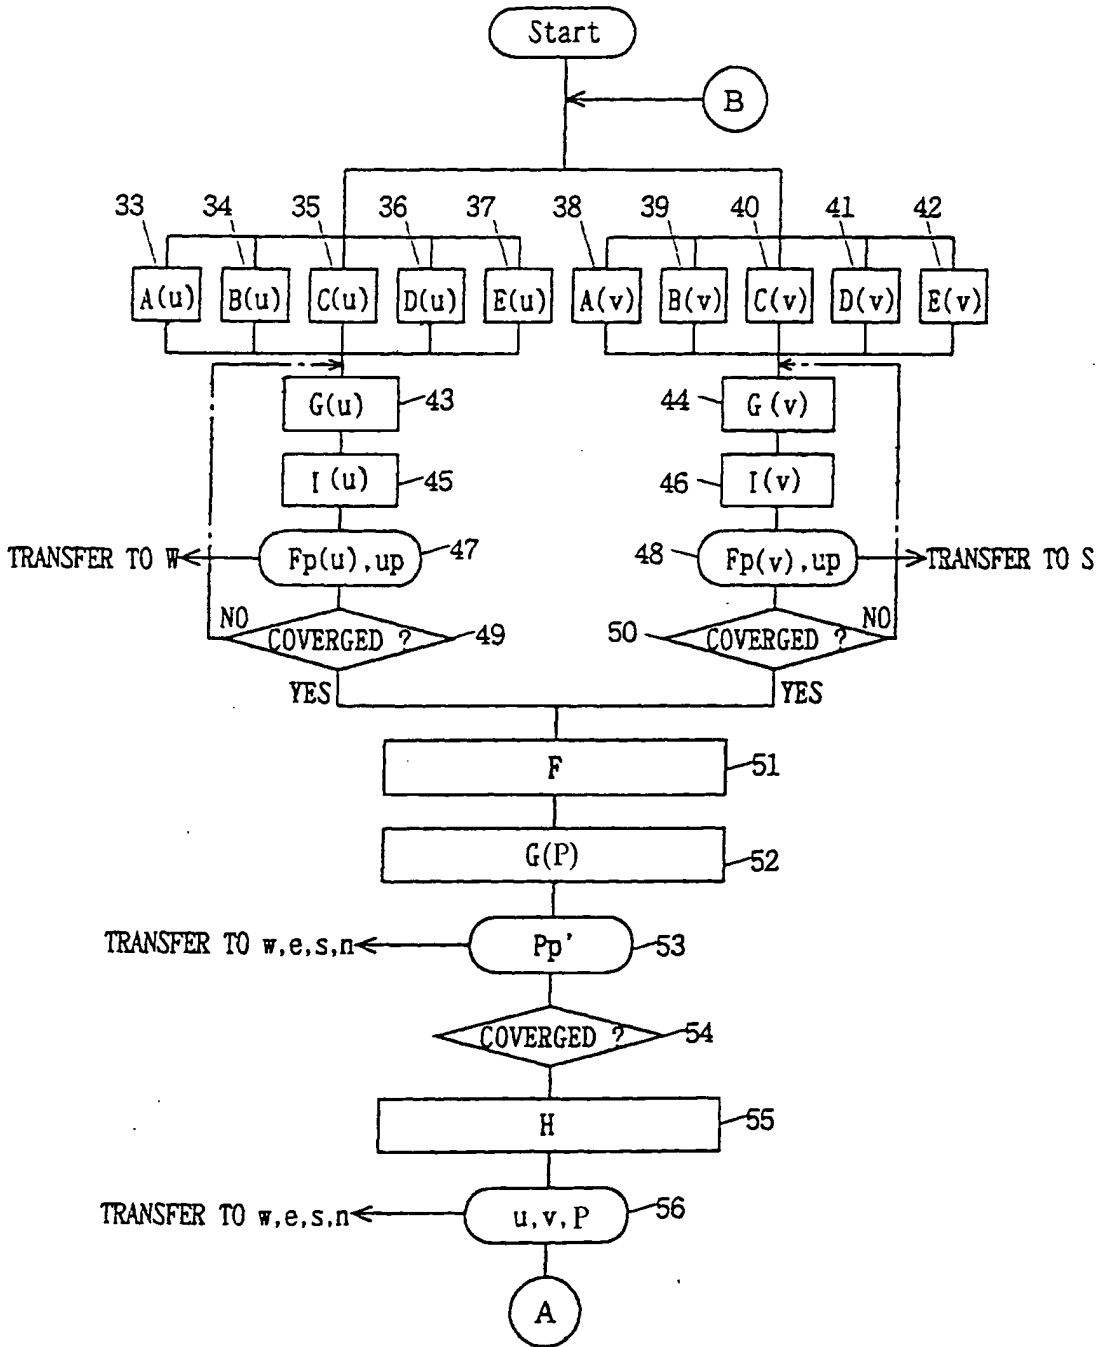 Start
B
33 34 35 36 37 38 39 40 41 42
A(u) B(u) C(u) D(u) E(u) A(v) B(v) C(v) D(v) E(v)
G(u) 43 44 G(v)
I(u) 45 46 I(v)
TRANSFER TO W Fp(u),up 47 48 Fp(v),up TRANSFER TO S
NO COVERGED ? 49 50 COVERGED ? NO
YES YES
F 51
G(P) 52
TRANSFER TO w,e,s,n Pp' 53
COVERGED ? 54
H 55
TRANSFER TO w,e,s,n u,v,P 56
A